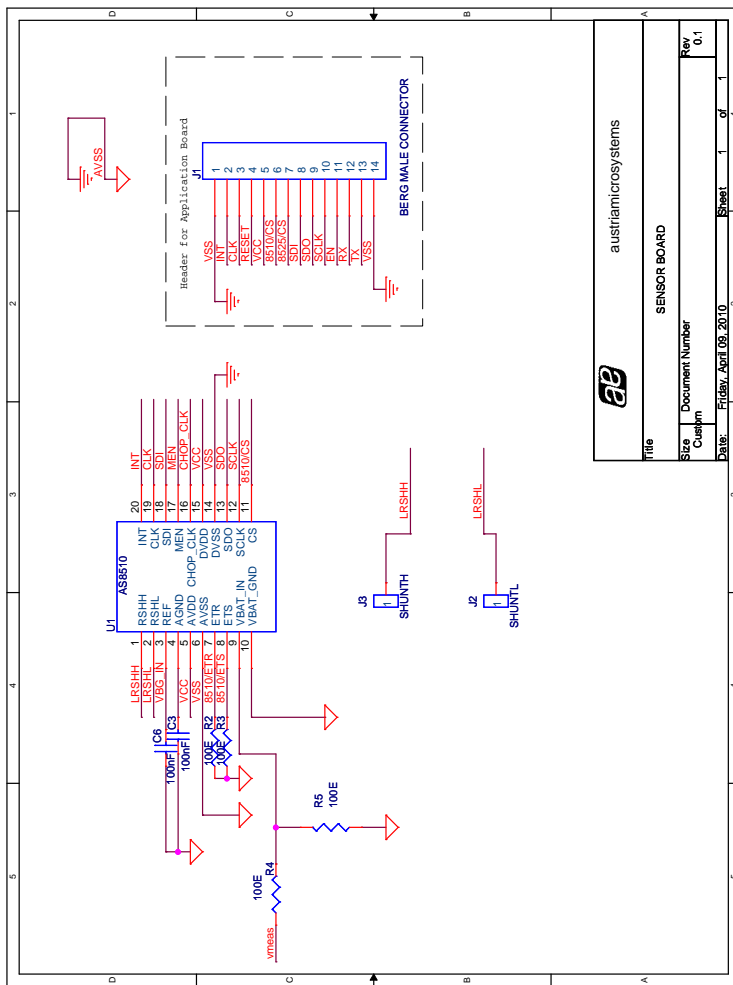 5
4
3
2
1
D
C
B
A
AVSS
Header for Application Board
J1
VSS 1
INT 2
CLK 3
RESET 4
VCC 5
8510/CS 6
8525/CS 7
SDI 8
SDO 9
SCLK 10
EN 11
RX 12
TX 13
VSS 14
BERG MALE CONNECTOR
U1
AS8510
LRSHH 1 RSHH
LRSHL 2 RSHL
VBG_IN 3 REF
4 AGND
VCC 5 AVDD
VSS 6 AVSS
8510/ETR 7 ETR
8510/ETS 8 ETS
9 VBAT_IN
10 VBAT_GND
INT 20 INT
CLK 19 CLK
SDI 18 SDI
MEN 17 MEN
CHOP_CLK 16 CHOP_CLK
DVDD 15 VCC
DVSS 14 VSS
SDO 13 SDO
SCLK 12 SCLK
CS 11 8510/CS
C6
100nF
C3
100nF
R2
100E
R3
100E
vmeas
R4
100E
R5
100E
J3
1
SHUNTH
LRSHH
J2
1
SHUNTL
LRSHL
ae
austriamicrosystems
Title
SENSOR BOARD
Size Document Number Rev
Custom 0.1
Date: Friday, April 09, 2010 Sheet 1 of 1
5
4
3
2
D
C
B
A